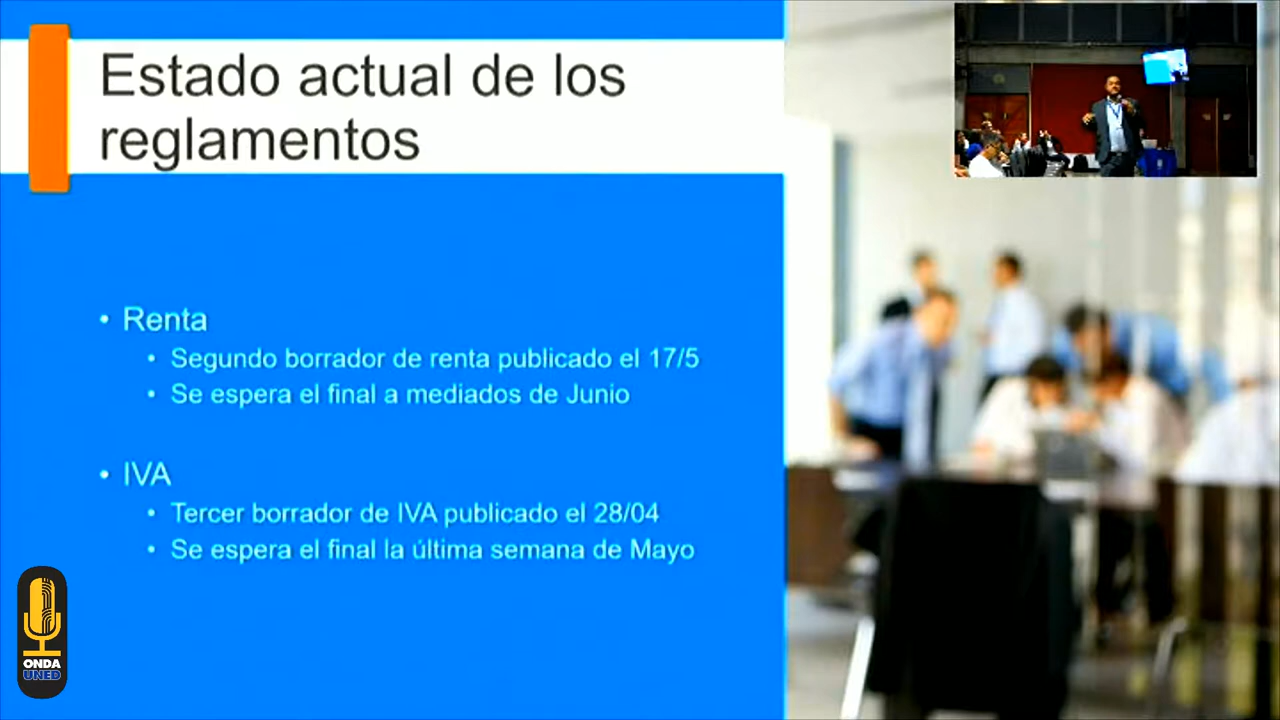 Estado actual de los
reglamentos
• Renta
• Segundo borrador de renta publicado el 17/5
• Se espera el final a mediados de Junio
• IVA
• Tercer borrador de IVA publicado el 28/04
• Se espera el final la última semana de Mayo
ONDA
UNED